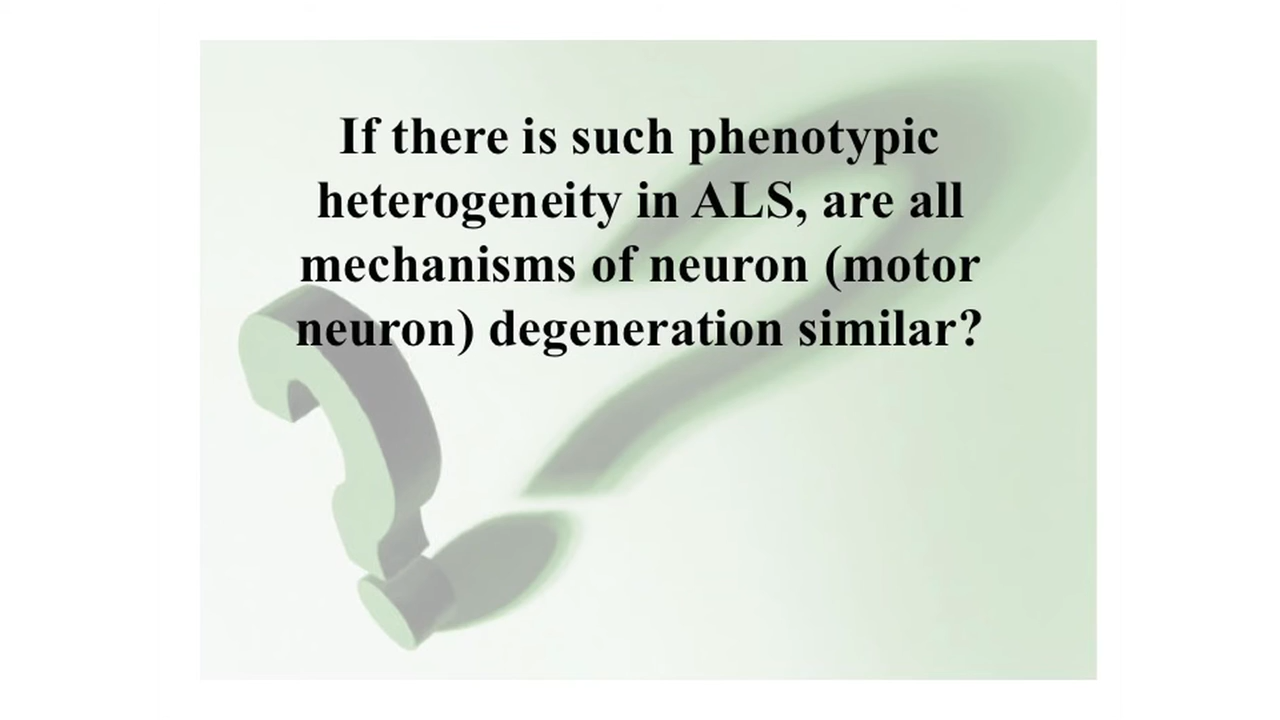 If there is such phenotypic
heterogeneity in ALS, are all
mechanisms of neuron (motor
neuron) degeneration similar?